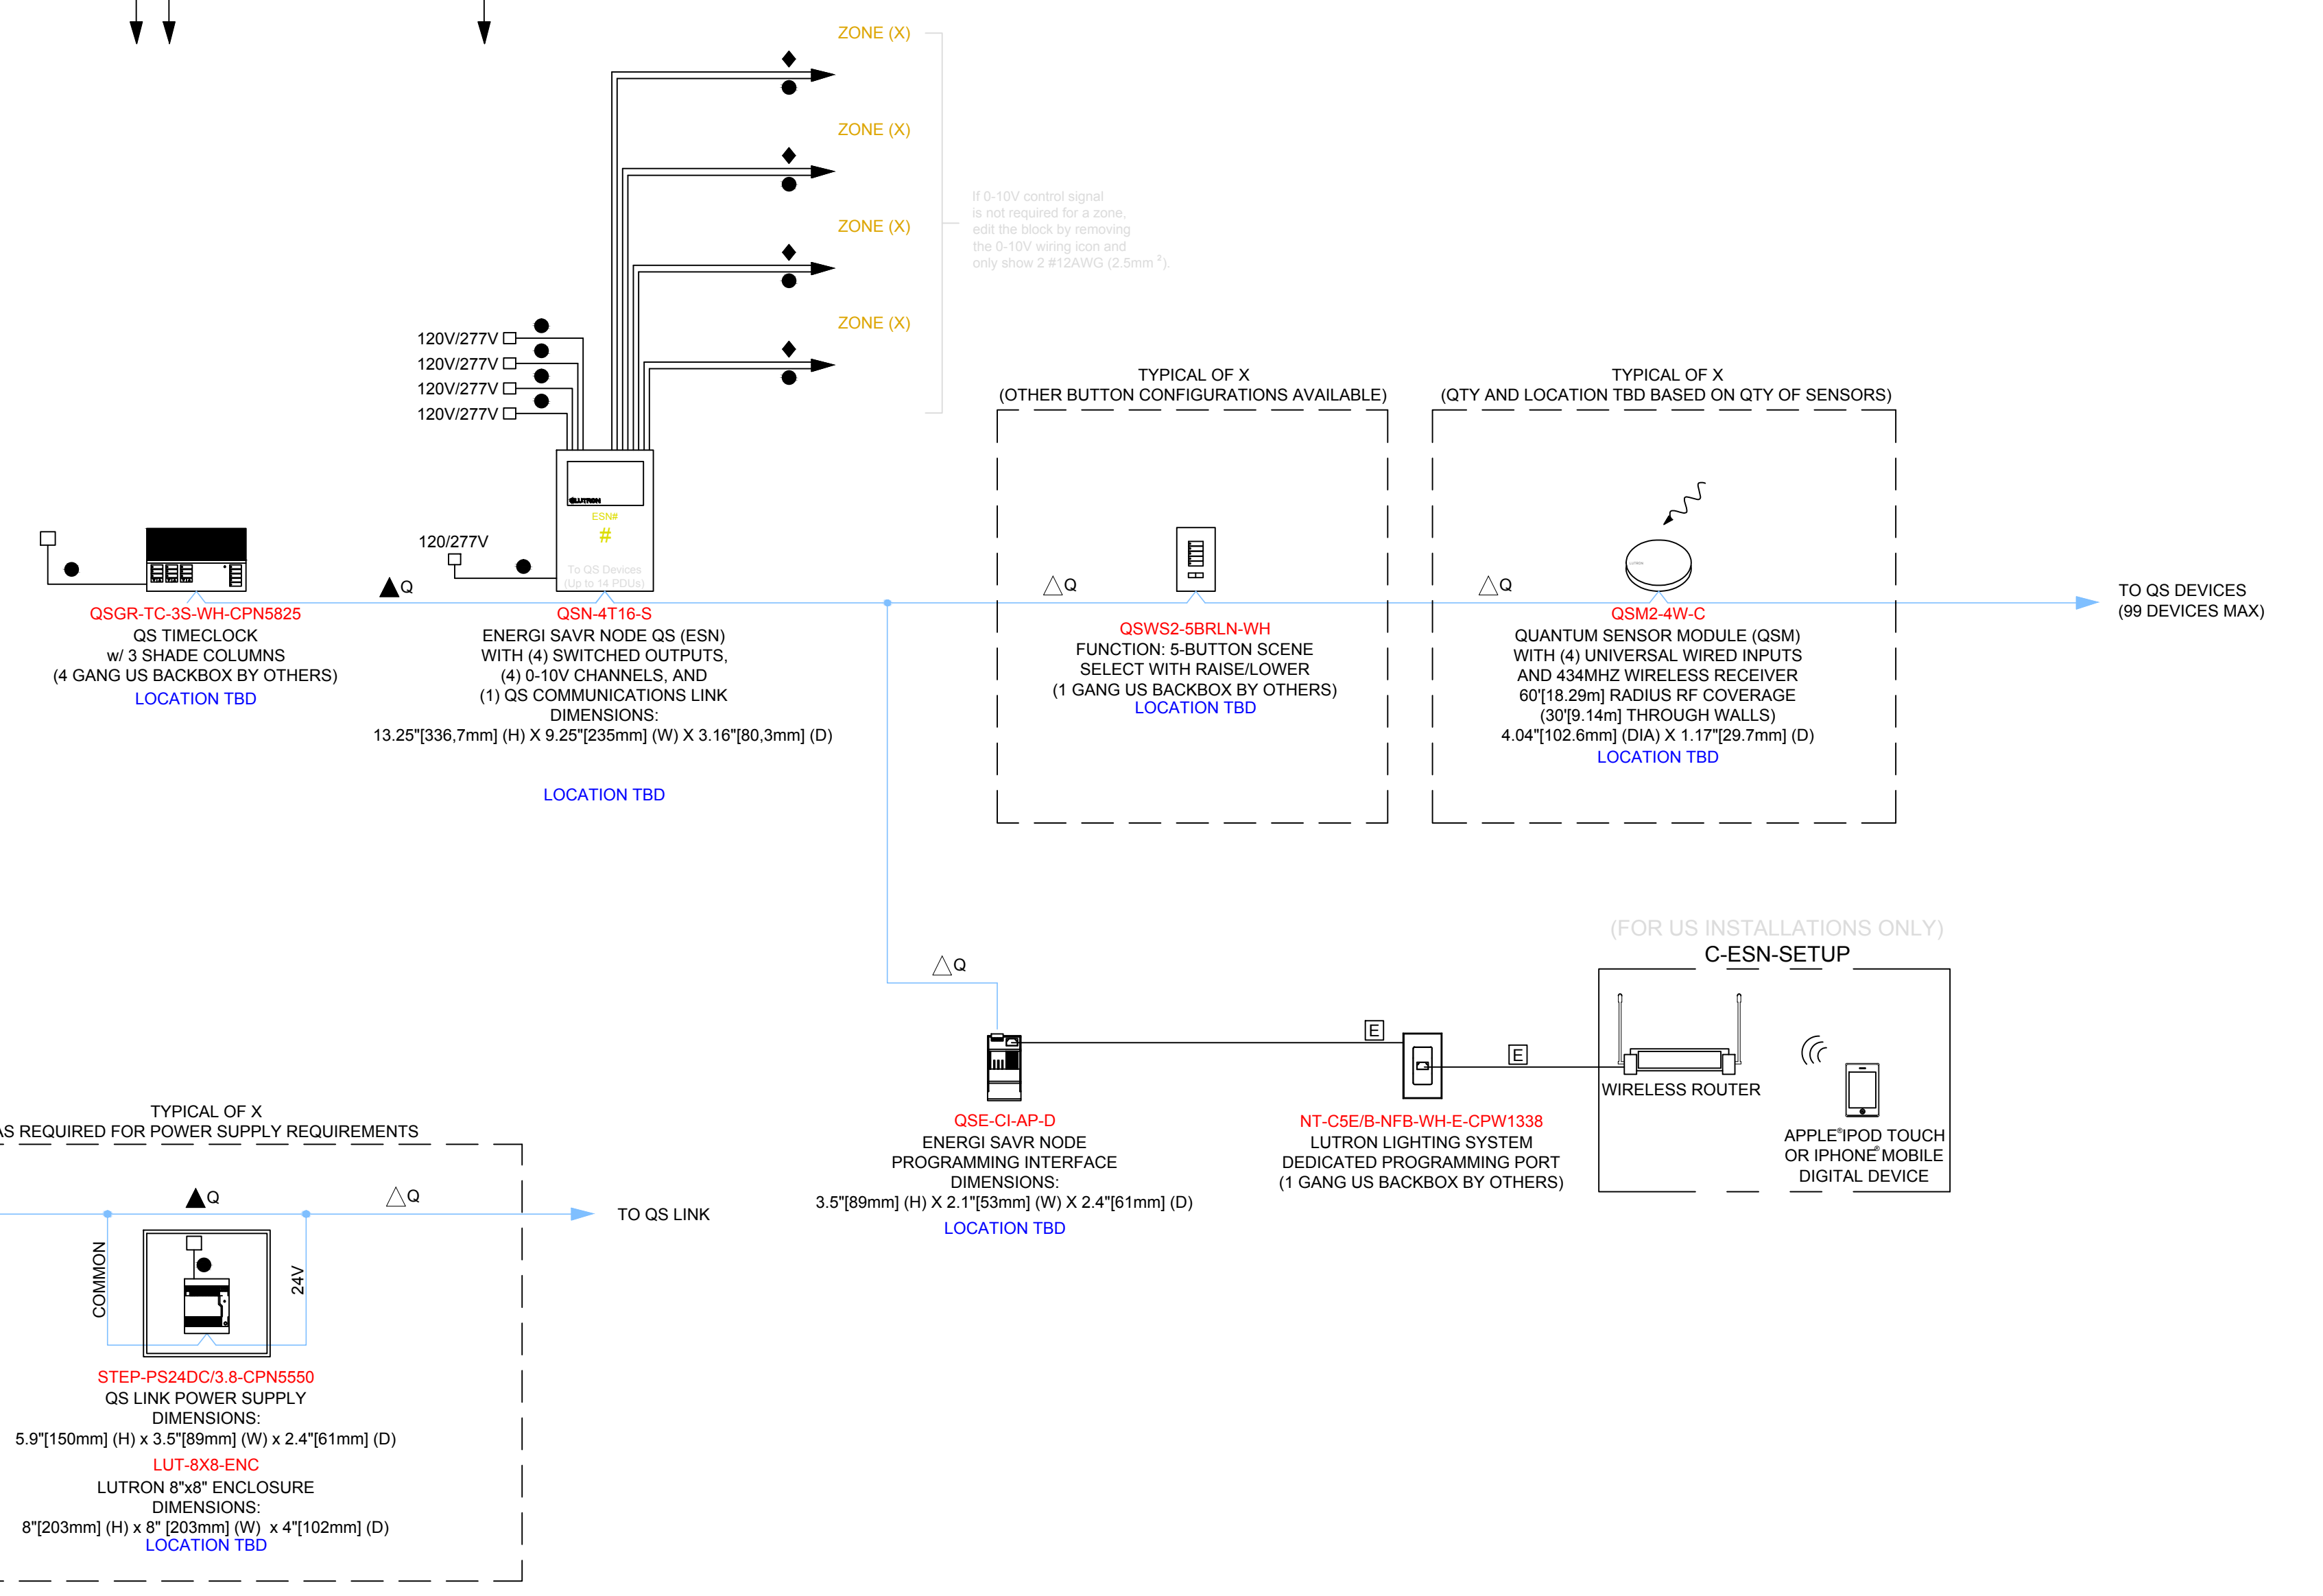 ZONE (X)
ZONE (X)
ZONE (X)
ZONE (X)
If 0-10V control signal
is not required for a zone,
edit the block by removing
the 0-10V wiring icon and
only show 2 #12AWG (2.5mm ²).
120V/277V
120V/277V
120V/277V
120V/277V
LUTRON
ESN#
#
To QS Devices
(Up to 14 PDUs)
120/277V
Q
QSGR-TC-3S-WH-CPN5825
QS TIMECLOCK
w/ 3 SHADE COLUMNS
(4 GANG US BACKBOX BY OTHERS)
LOCATION TBD
QSN-4T16-S
ENERGI SAVR NODE QS (ESN)
WITH (4) SWITCHED OUTPUTS,
(4) 0-10V CHANNELS, AND
(1) QS COMMUNICATIONS LINK
DIMENSIONS:
13.25"[336,7mm] (H) X 9.25"[235mm] (W) X 3.16"[80,3mm] (D)
LOCATION TBD
TYPICAL OF X
(OTHER BUTTON CONFIGURATIONS AVAILABLE)
Q
QSWS2-5BRLN-WH
FUNCTION: 5-BUTTON SCENE
SELECT WITH RAISE/LOWER
(1 GANG US BACKBOX BY OTHERS)
LOCATION TBD
TYPICAL OF X
(QTY AND LOCATION TBD BASED ON QTY OF SENSORS)
LUTRON
Q
QSM2-4W-C
QUANTUM SENSOR MODULE (QSM)
WITH (4) UNIVERSAL WIRED INPUTS
AND 434MHZ WIRELESS RECEIVER
60'[18.29m] RADIUS RF COVERAGE
(30'[9.14m] THROUGH WALLS)
4.04"[102.6mm] (DIA) X 1.17"[29.7mm] (D)
LOCATION TBD
TO QS DEVICES
(99 DEVICES MAX)
Q
QSE-CI-AP-D
ENERGI SAVR NODE
PROGRAMMING INTERFACE
DIMENSIONS:
3.5"[89mm] (H) X 2.1"[53mm] (W) X 2.4"[61mm] (D)
LOCATION TBD
E
NT-C5E/B-NFB-WH-E-CPW1338
LUTRON LIGHTING SYSTEM
DEDICATED PROGRAMMING PORT
(1 GANG US BACKBOX BY OTHERS)
E
(FOR US INSTALLATIONS ONLY)
C-ESN-SETUP
WIRELESS ROUTER
APPLE®IPOD TOUCH
OR IPHONE®MOBILE
DIGITAL DEVICE
TYPICAL OF X
AS REQUIRED FOR POWER SUPPLY REQUIREMENTS
Q
Q
TO QS LINK
COMMON
24V
STEP-PS24DC/3.8-CPN5550
QS LINK POWER SUPPLY
DIMENSIONS:
5.9"[150mm] (H) x 3.5"[89mm] (W) x 2.4"[61mm] (D)
LUT-8X8-ENC
LUTRON 8"x8" ENCLOSURE
DIMENSIONS:
8"[203mm] (H) x 8" [203mm] (W) x 4"[102mm] (D)
LOCATION TBD